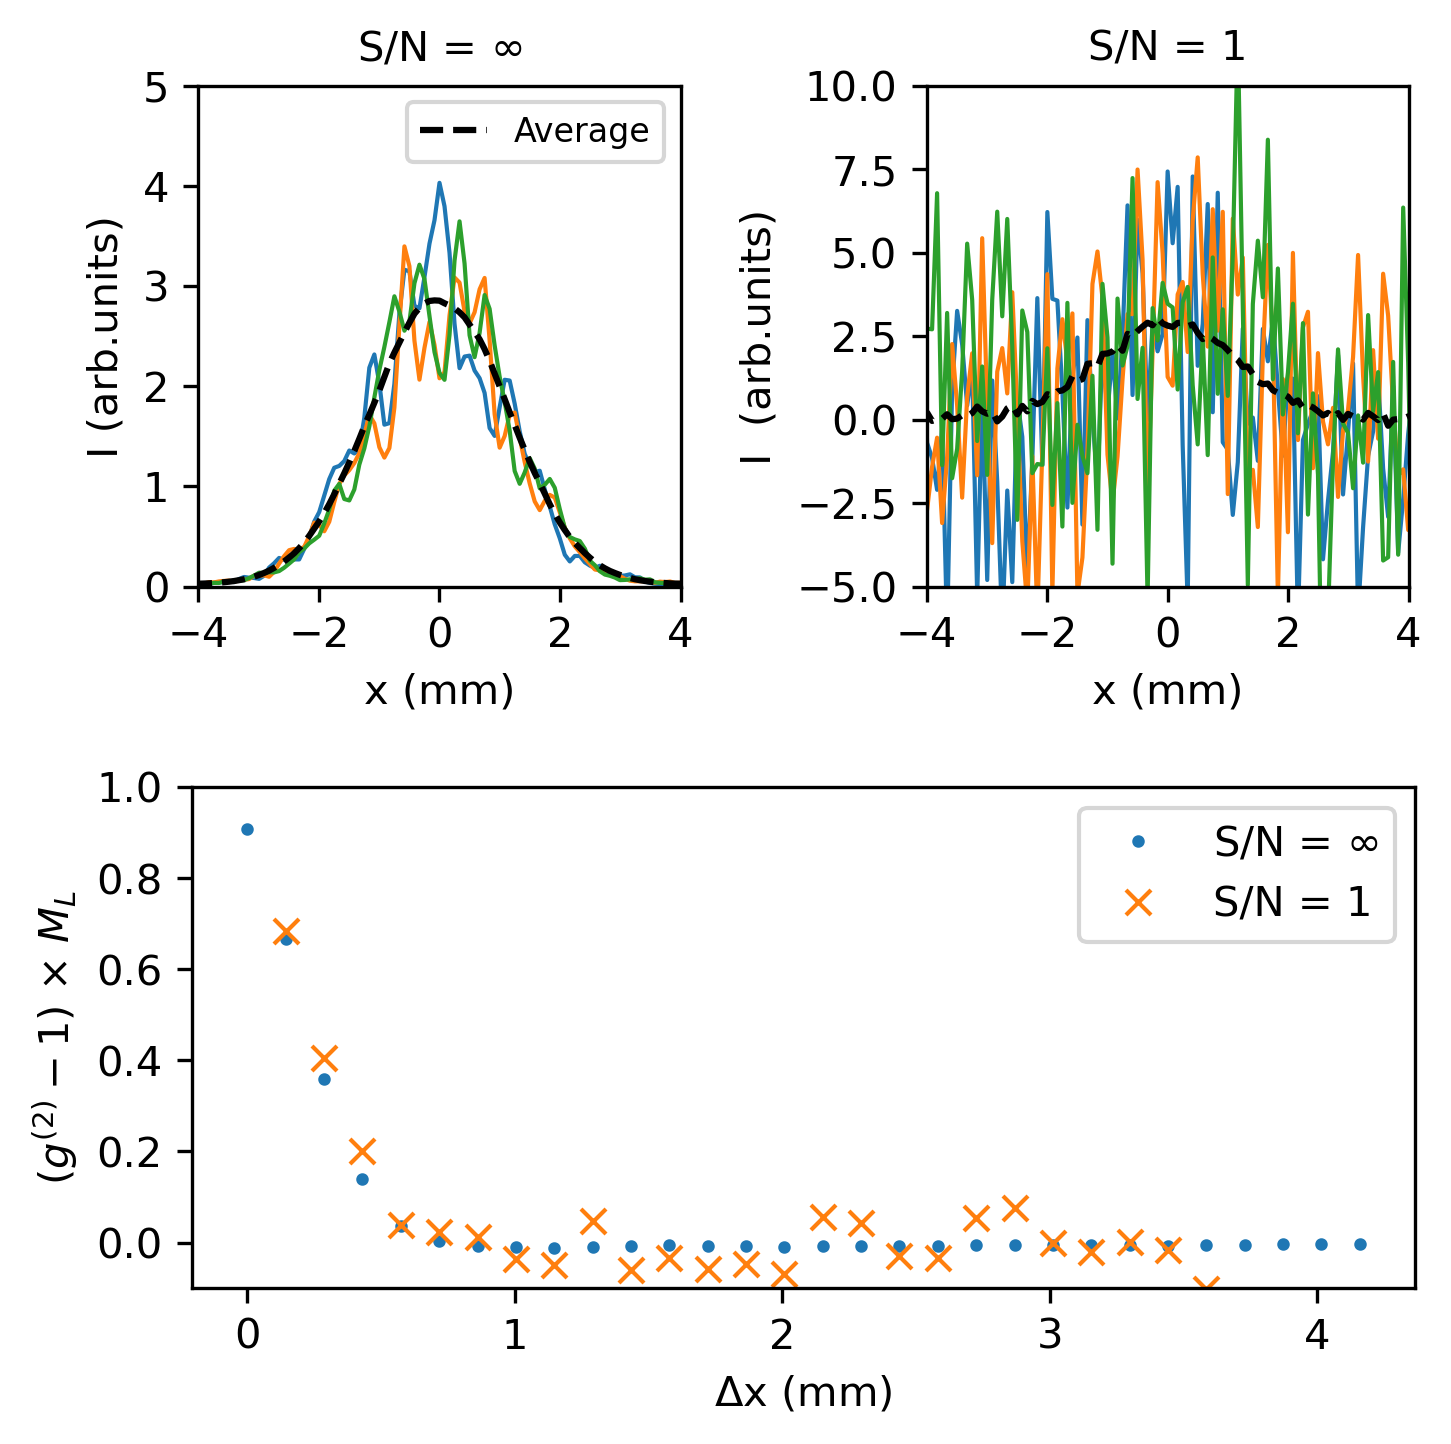 S/N = ∞
5
4
3
2
1
0
I (arb.units)
Average
−4 −2 0 2 4
x (mm)
S/N = 1
10.0
7.5
5.0
2.5
0.0
−2.5
−5.0
I (arb.units)
−4 −2 0 2 4
x (mm)
1.0
0.8
0.6
0.4
0.2
0.0
(g⁽²⁾ − 1) × M_L
S/N = ∞
S/N = 1
0 1 2 3 4
Δx (mm)